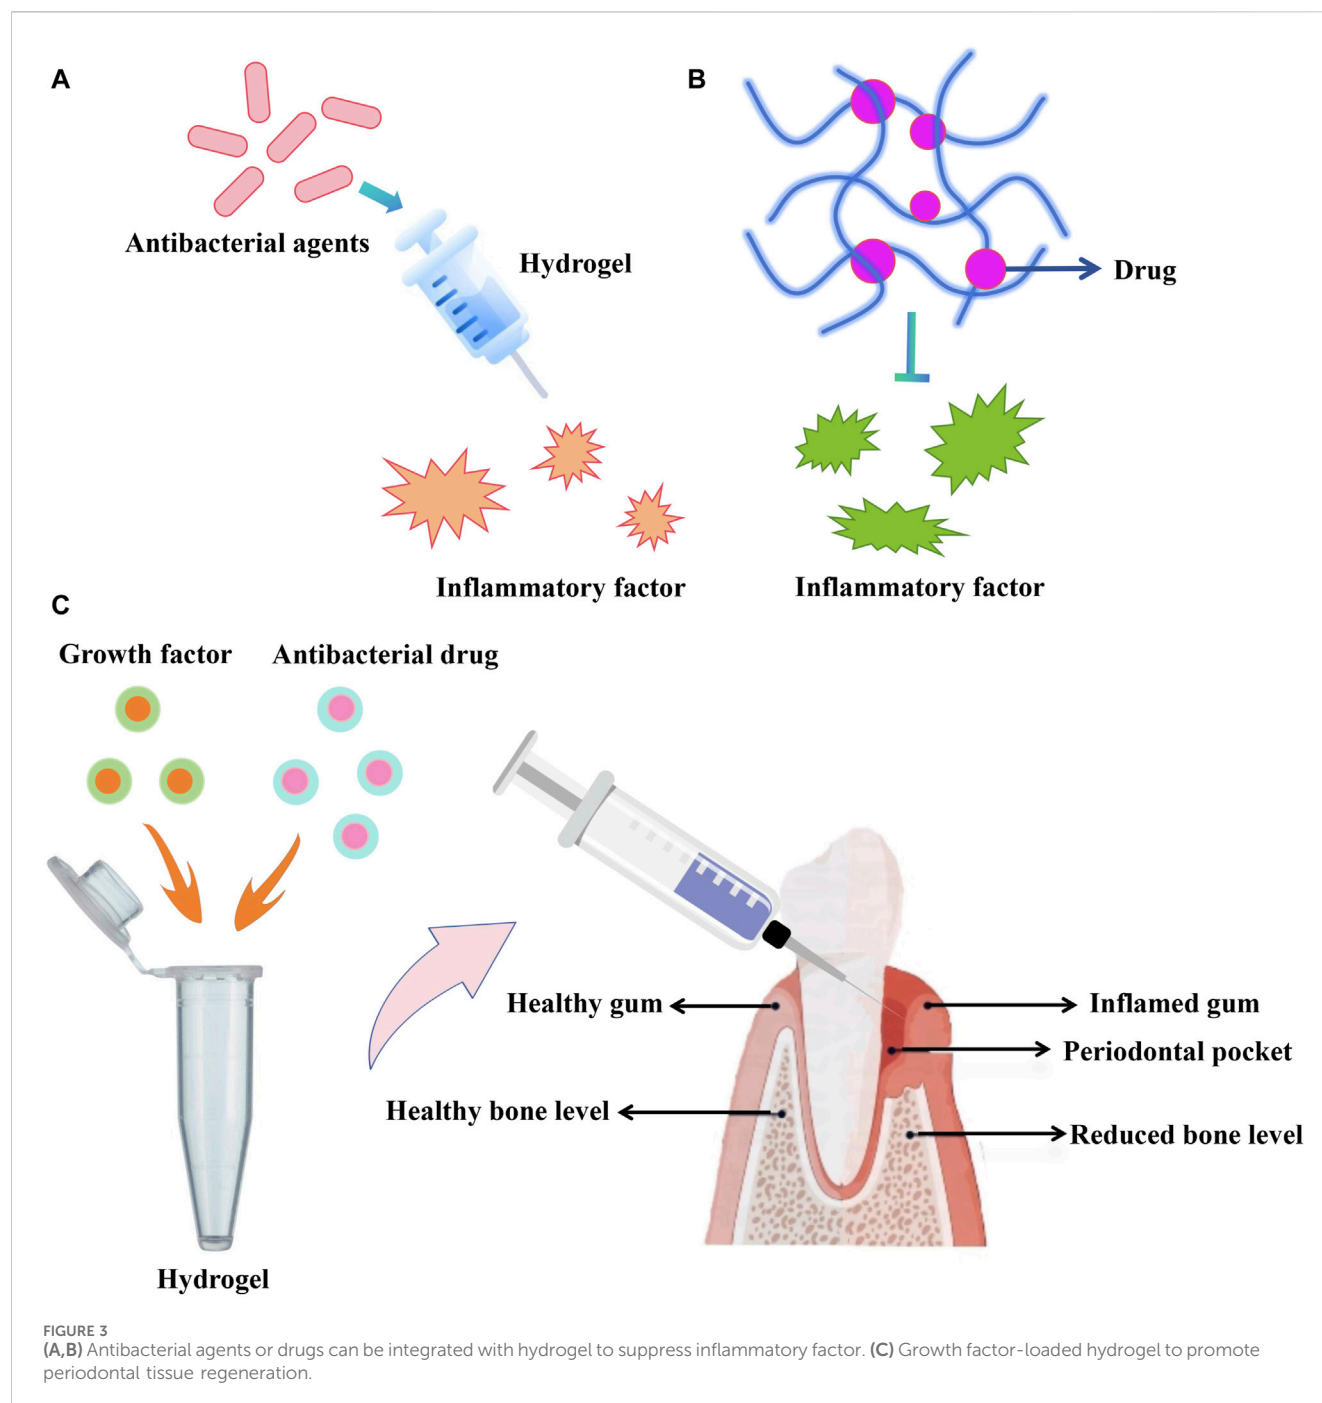 A
B
Antibacterial agents
Hydrogel
Drug
Inflammatory factor
Inflammatory factor
C
Growth factor
Antibacterial drug
Healthy gum
Inflamed gum
Periodontal pocket
Healthy bone level
Reduced bone level
Hydrogel
FIGURE 3
(A,B) Antibacterial agents or drugs can be integrated with hydrogel to suppress inflammatory factor. (C) Growth factor-loaded hydrogel to promote
periodontal tissue regeneration.